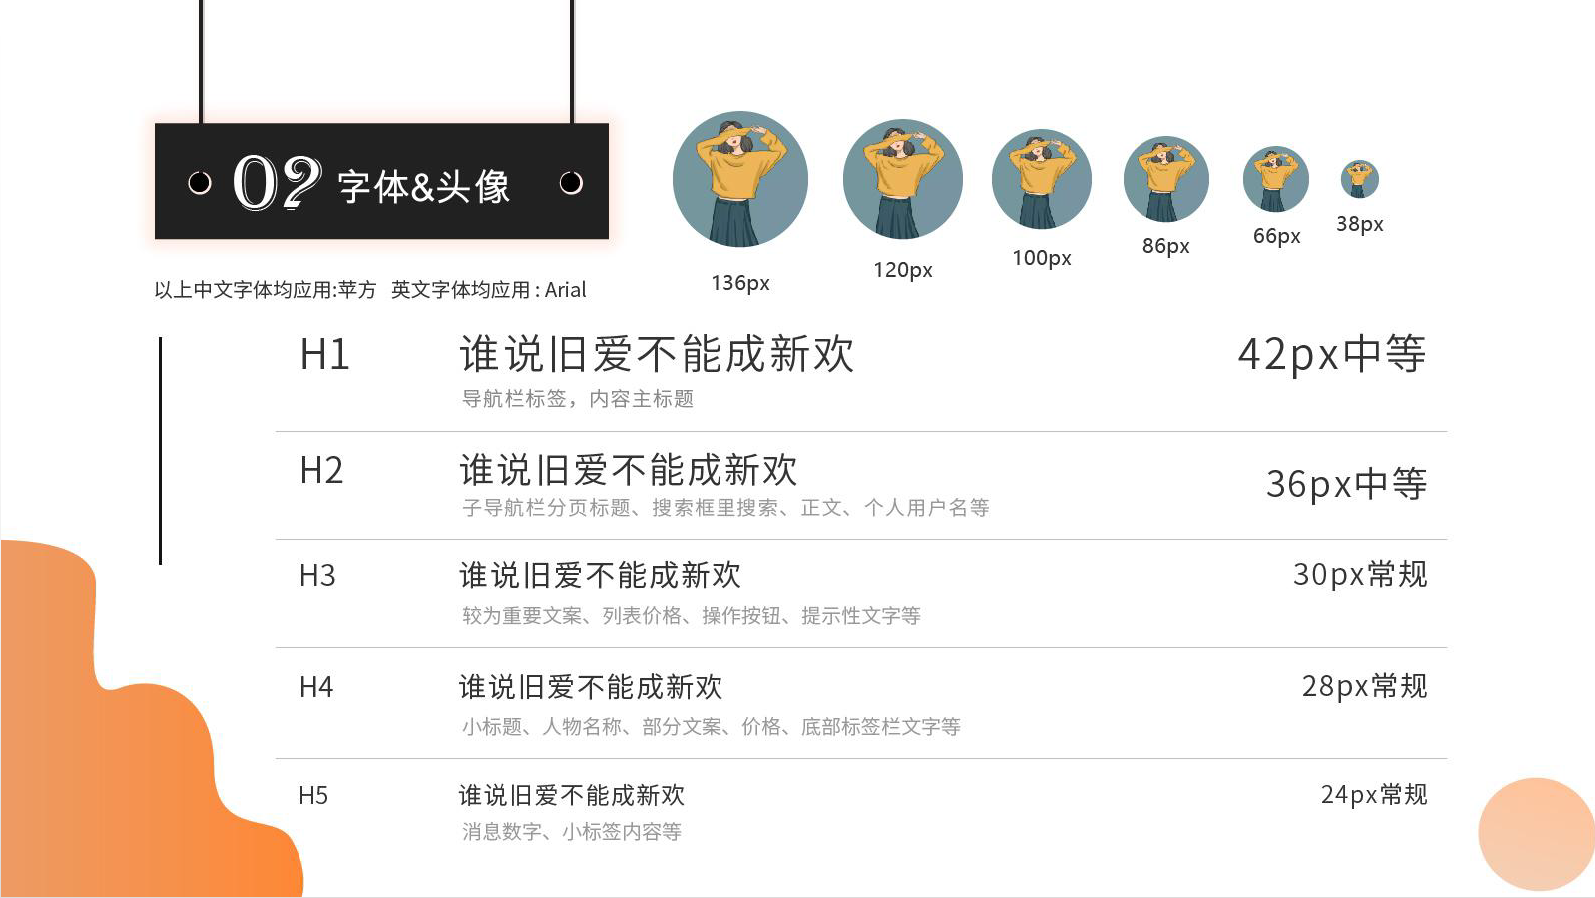 02 字体&头像
136px
120px
100px
86px
66px
38px
以上中文字体均应用:苹方 英文字体均应用:Arial
H1 谁说旧爱不能成新欢 42px中等
导航栏标签，内容主标题
H2 谁说旧爱不能成新欢 36px中等
子导航栏分页标题、搜索框里搜索、正文、个人用户名等
H3 谁说旧爱不能成新欢 30px常规
较为重要文案、列表价格、操作按钮、提示性文字等
H4 谁说旧爱不能成新欢 28px常规
小标题、人物名称、部分文案、价格、底部标签栏文字等
H5 谁说旧爱不能成新欢 24px常规
消息数字、小标签内容等